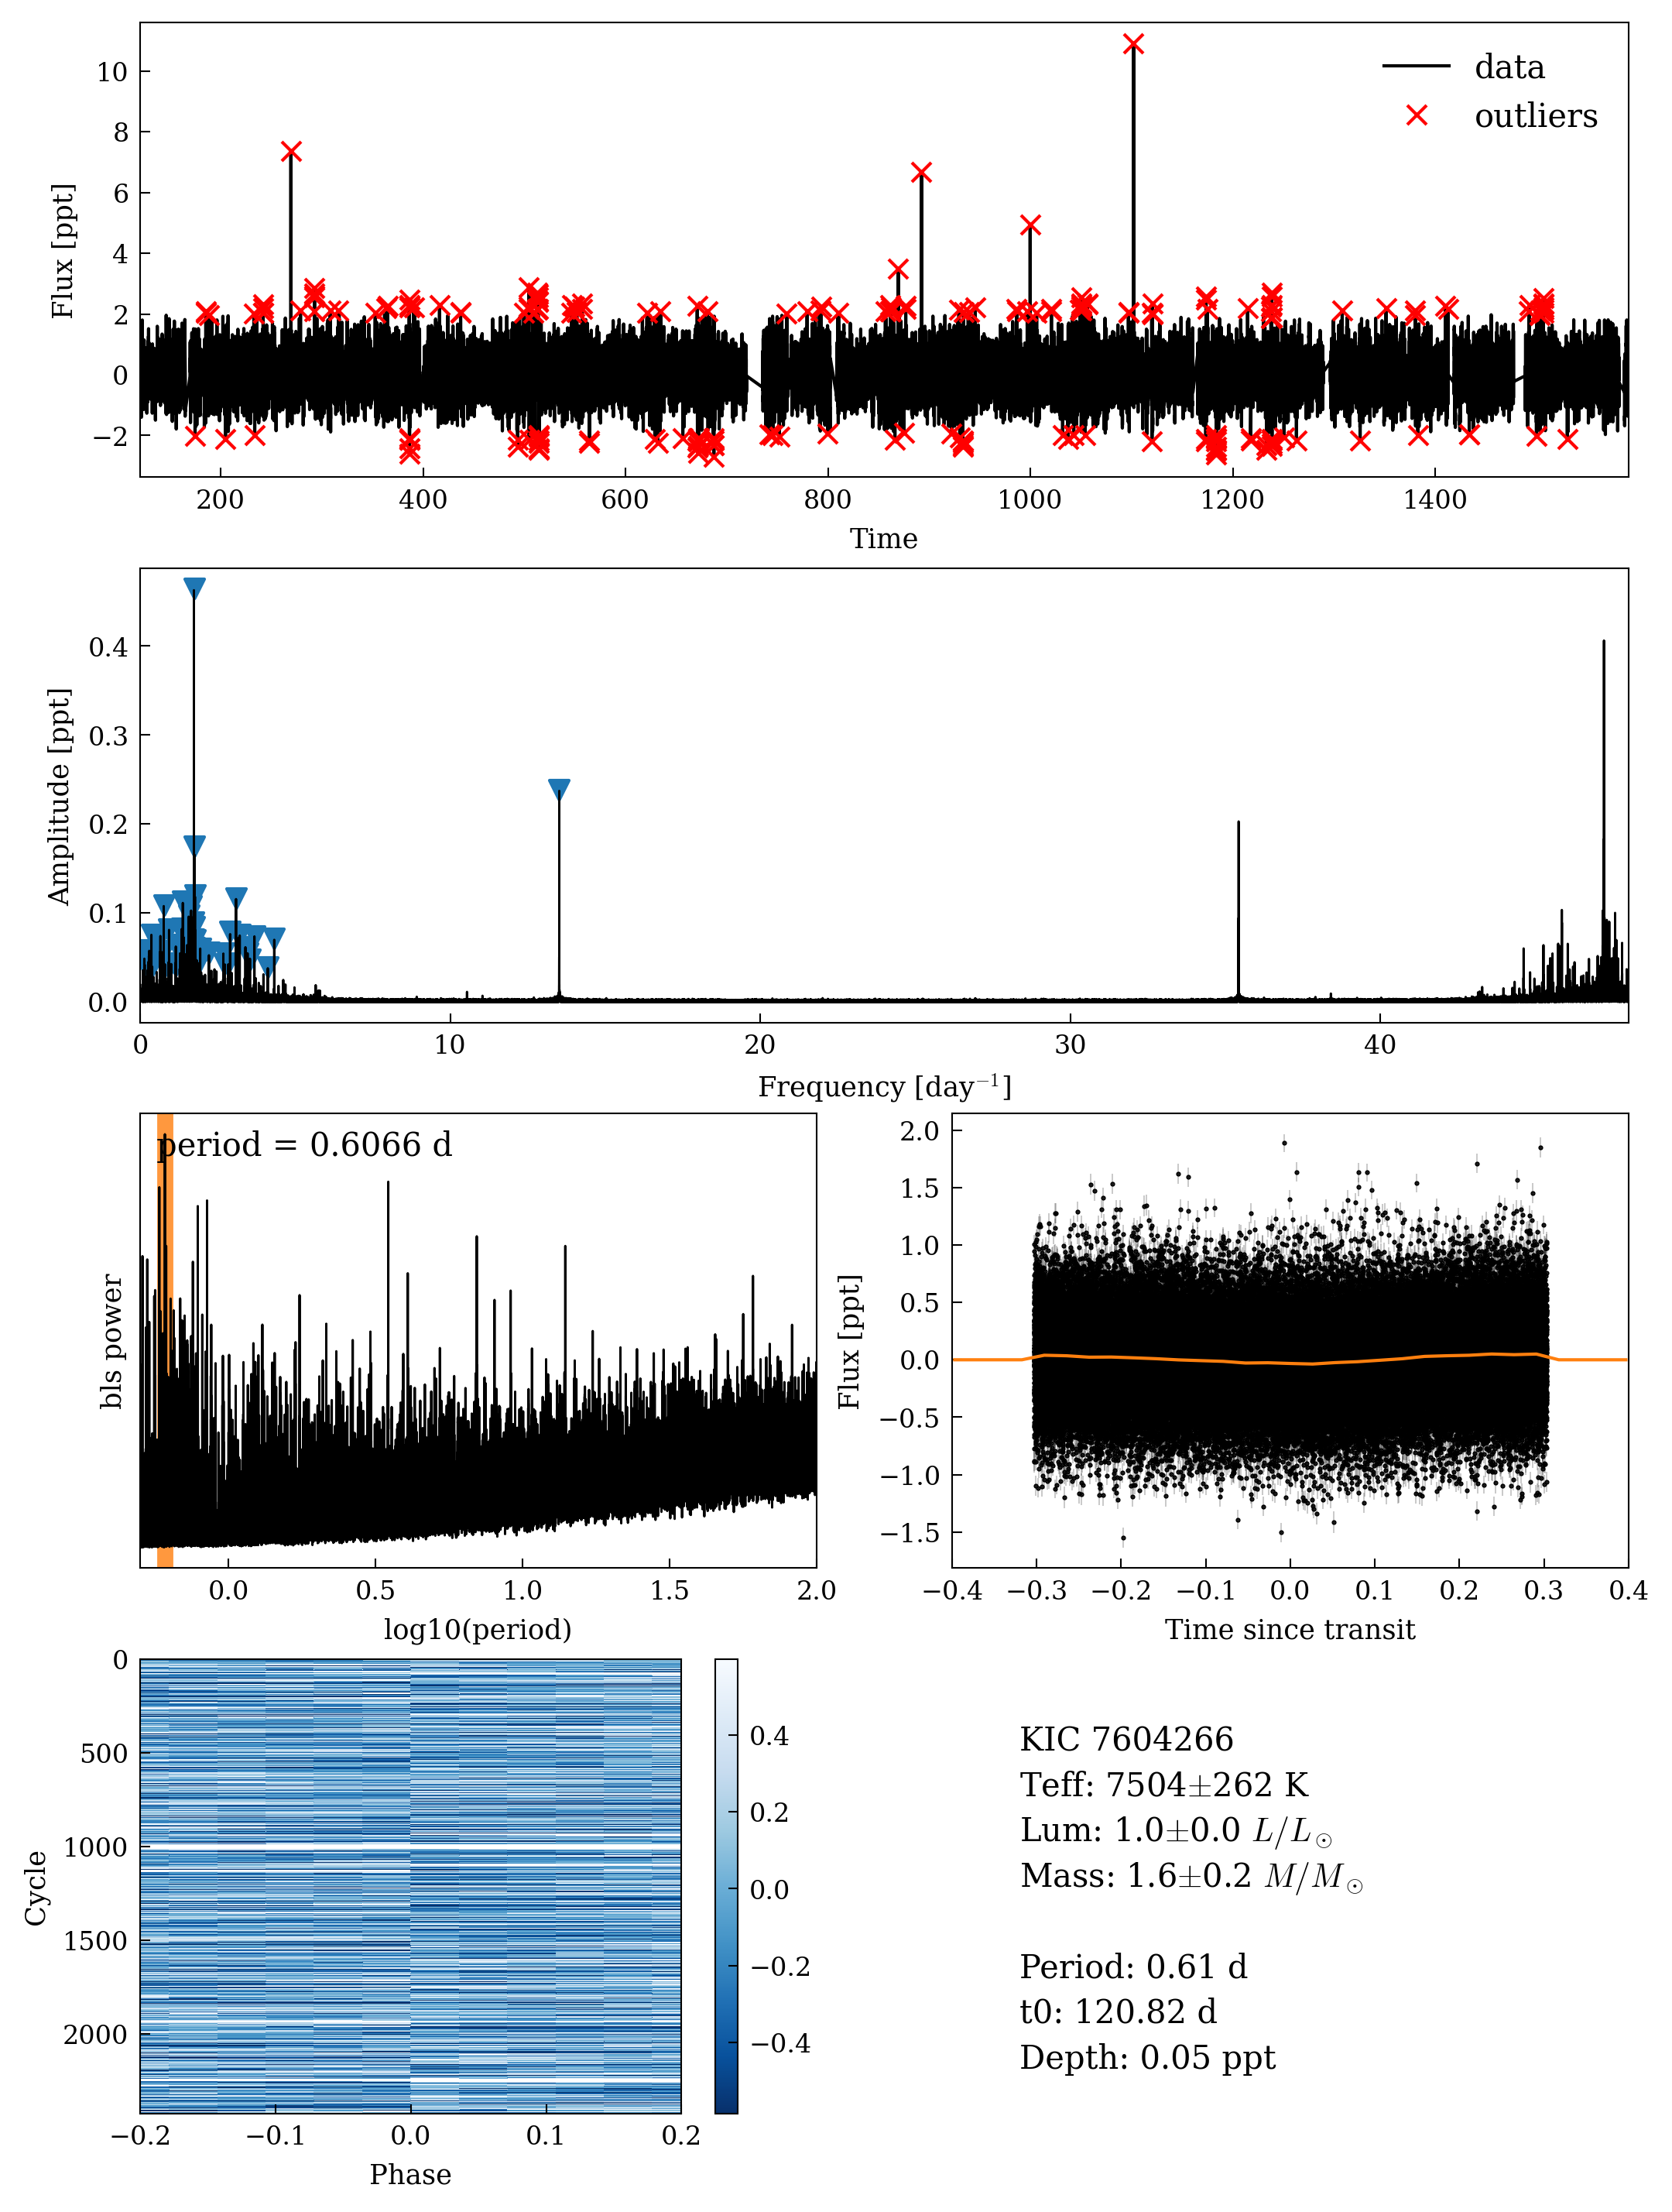 data
outliers
10
8
6
4
2
0
−2
Flux [ppt]
200 400 600 800 1000 1200 1400
Time
0.4
0.3
0.2
0.1
0.0
Amplitude [ppt]
0 10 20 30 40
Frequency [day⁻¹]
period = 0.6066 d
bls power
0.0 0.5 1.0 1.5 2.0
log10(period)
2.0
1.5
1.0
0.5
0.0
−0.5
−1.0
−1.5
Flux [ppt]
−0.4 −0.3 −0.2 −0.1 0.0 0.1 0.2 0.3 0.4
Time since transit
0
500
1000
1500
2000
Cycle
−0.2 −0.1 0.0 0.1 0.2
Phase
0.4
0.2
0.0
−0.2
−0.4
KIC 7604266
Teff: 7504±262 K
Lum: 1.0±0.0 L/L⊙
Mass: 1.6±0.2 M/M⊙
Period: 0.61 d
t0: 120.82 d
Depth: 0.05 ppt